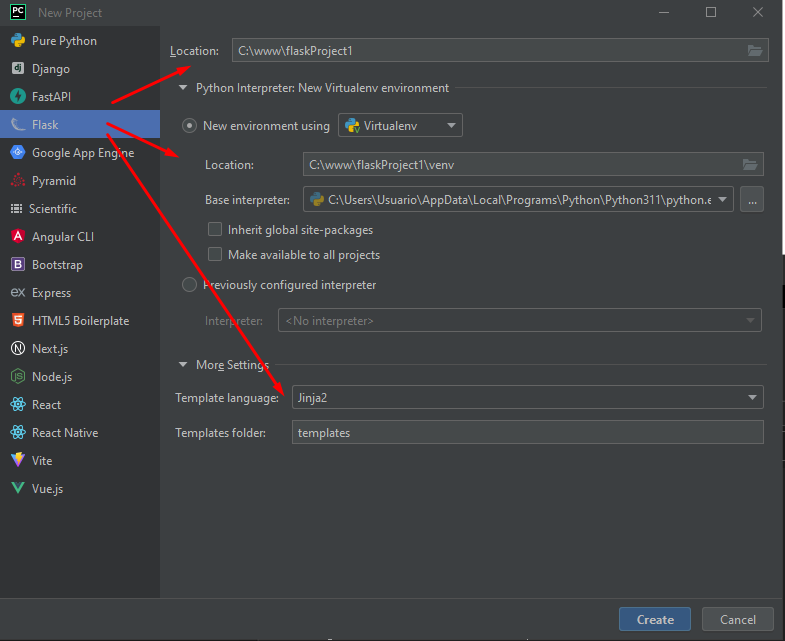 PC New Project
Pure Python
dj Django
FastAPI
Flask
Google App Engine
Pyramid
Scientific
A Angular CLI
B Bootstrap
ex Express
5 HTML5 Boilerplate
N Next.js
JS Node.js
React
React Native
Vite
Vue.js
Location: C:\www\flaskProject1
Python Interpreter: New Virtualenv environment
New environment using Virtualenv
Location: C:\www\flaskProject1\venv
Base interpreter: C:\Users\Usuario\AppData\Local\Programs\Python\Python311\python.e ...
Inherit global site-packages
Make available to all projects
Previously configured interpreter
Interpreter: <No interpreter>
More Settings
Template language: Jinja2
Templates folder: templates
Create Cancel